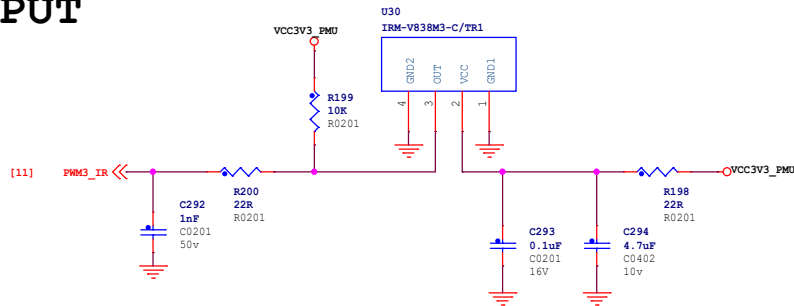 PUT
U30
IRM-V838M3-C/TR1
VCC3V3_PMU
GND2
OUT
VCC
GND1
4
3
2
1
R199
10K
R0201
[11]
PWM3_IR
R200
22R
R0201
VCC3V3_PMU
R198
22R
R0201
C292
1nF
C0201
50v
C293
0.1uF
C0201
16V
C294
4.7uF
C0402
10v